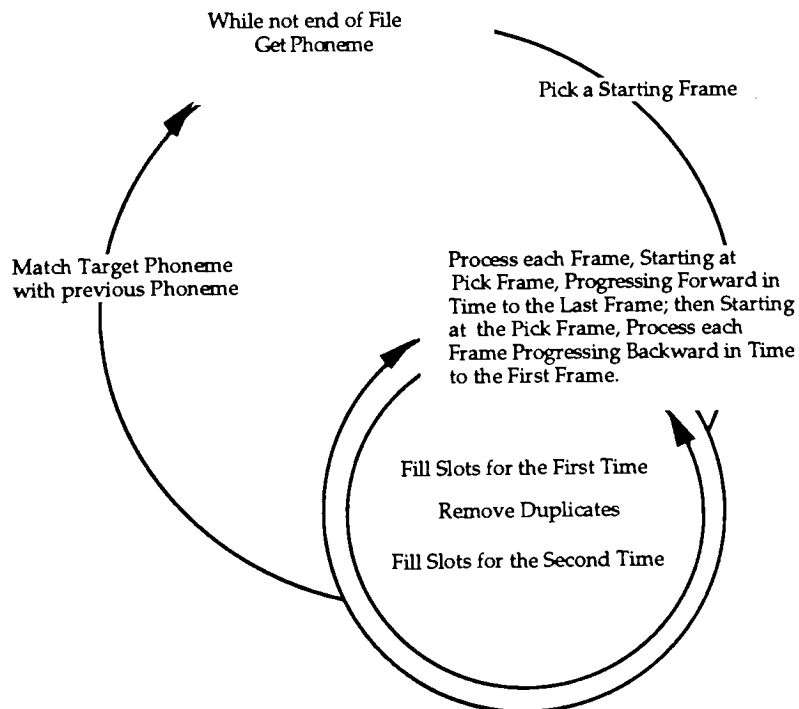 While not end of File
Get Phoneme
Pick a Starting Frame
Match Target Phoneme
with previous Phoneme
Process each Frame, Starting at
Pick Frame, Progressing Forward in
Time to the Last Frame; then Starting
at the Pick Frame, Process each
Frame Progressing Backward in Time
to the First Frame.
Fill Slots for the First Time
Remove Duplicates
Fill Slots for the Second Time